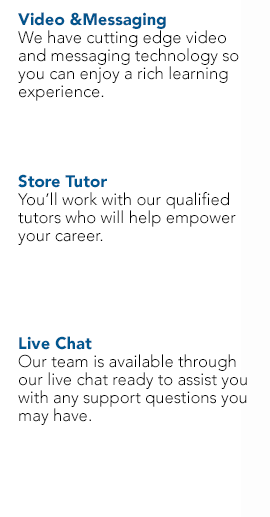 Video &Messaging
We have cutting edge video
and messaging technology so
you can enjoy a rich learning
experience.
Store Tutor
You'll work with our qualified
tutors who will help empower
your career.
Live Chat
Our team is available through
our live chat ready to assist you
with any support questions you
may have.